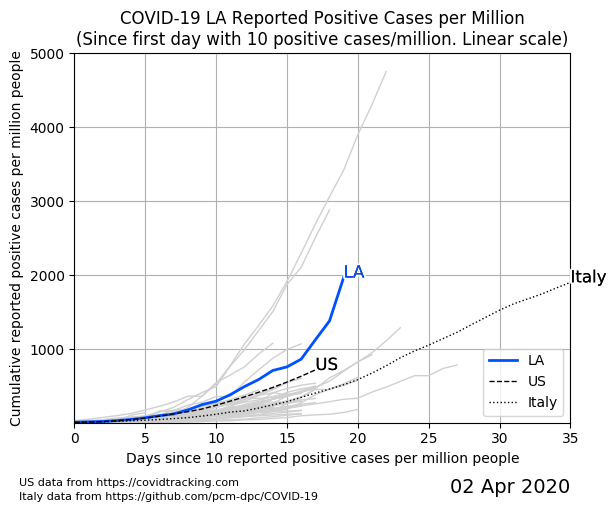 COVID-19 LA Reported Positive Cases per Million
(Since first day with 10 positive cases/million. Linear scale)
Cumulative reported positive cases per million people
5000
4000
3000
2000
1000
LA
Italy
US
LA
US
Italy
0 5 10 15 20 25 30 35
Days since 10 reported positive cases per million people
US data from https://covidtracking.com
Italy data from https://github.com/pcm-dpc/COVID-19
02 Apr 2020